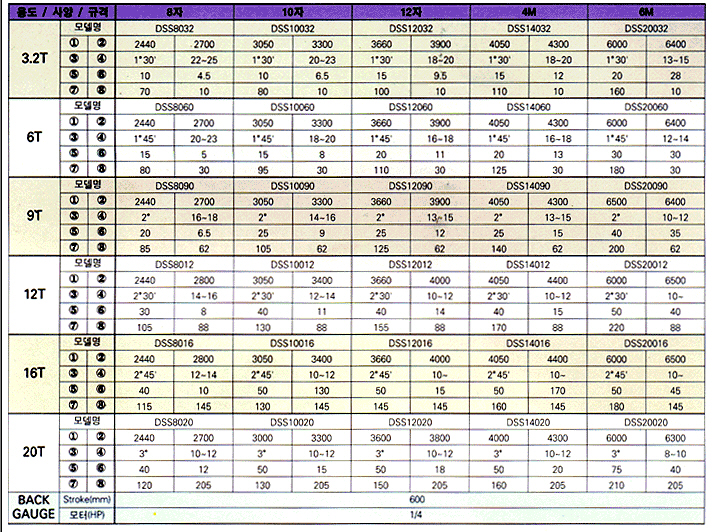 용도 / 사양 / 규격 8자 10자 12자 4M 6M
3.2T 모델명 DSS8032 DSS10032 DSS12032 DSS14032 DSS20032
① ② 2440 2700 3050 3300 3660 3900 4050 4300 6000 6400
③ ④ 1°30' 22~25 1°30' 20~23 1°30' 18~20 1°30' 18~20 1°30' 13~15
⑤ ⑥ 10 4.5 10 6.5 15 9.5 15 12 20 28
⑦ ⑧ 70 10 80 10 100 10 110 10 160 10
6T 모델명 DSS8060 DSS10060 DSS12060 DSS14060 DSS20060
① ② 2440 2700 3050 3300 3660 3900 4050 4300 6000 6400
③ ④ 1°45' 20~23 1°45' 18~20 1°45' 16~18 1°45' 16~18 1°45' 12~14
⑤ ⑥ 15 5 15 8 20 11 20 13 30 30
⑦ ⑧ 80 30 95 30 110 30 125 30 180 30
9T 모델명 DSS8090 DSS10090 DSS12090 DSS14090 DSS20090
① ② 2440 2700 3050 3300 3660 3900 4050 4300 6500 6400
③ ④ 2° 16~18 2° 14~16 2° 13~15 2° 13~15 2° 10~12
⑤ ⑥ 20 6.5 25 9 25 12 25 15 40 35
⑦ ⑧ 85 62 105 62 125 62 140 62 200 62
12T 모델명 DSS8012 DSS10012 DSS12012 DSS14012 DSS20012
① ② 2440 2800 3050 3400 3660 4000 4050 4400 6000 6500
③ ④ 2°30' 14~16 2°30' 12~14 2°30' 10~12 2°30' 10~12 2°30' 10~
⑤ ⑥ 30 8 40 11 40 14 40 15 50 40
⑦ ⑧ 105 88 130 88 155 88 170 88 220 88
16T 모델명 DSS8016 DSS10016 DSS12016 DSS14016 DSS20016
① ② 2440 2800 3050 3400 3660 4000 4050 4400 6000 6500
③ ④ 2°45' 12~14 2°45' 10~12 2°45' 10~ 2°45' 10~ 2°45' 10~
⑤ ⑥ 40 10 50 130 50 15 50 170 50 45
⑦ ⑧ 115 145 130 145 145 145 160 145 180 145
20T 모델명 DSS8020 DSS10020 DSS12020 DSS14020 DSS20020
① ② 2440 2700 3000 3300 3600 3800 4000 4300 6000 6300
③ ④ 3° 10~12 3° 10~12 3° 10~12 3° 10~12 3° 8~10
⑤ ⑥ 40 12 50 15 50 18 50 20 75 40
⑦ ⑧ 120 205 130 205 150 205 160 205 210 205
BACK GAUGE Stroke(mm) 600
모터(HP) 1/4